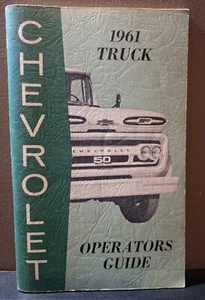 CHEVROLET
1961
TRUCK
CHEVROLET
50
OPERATORS
GUIDE